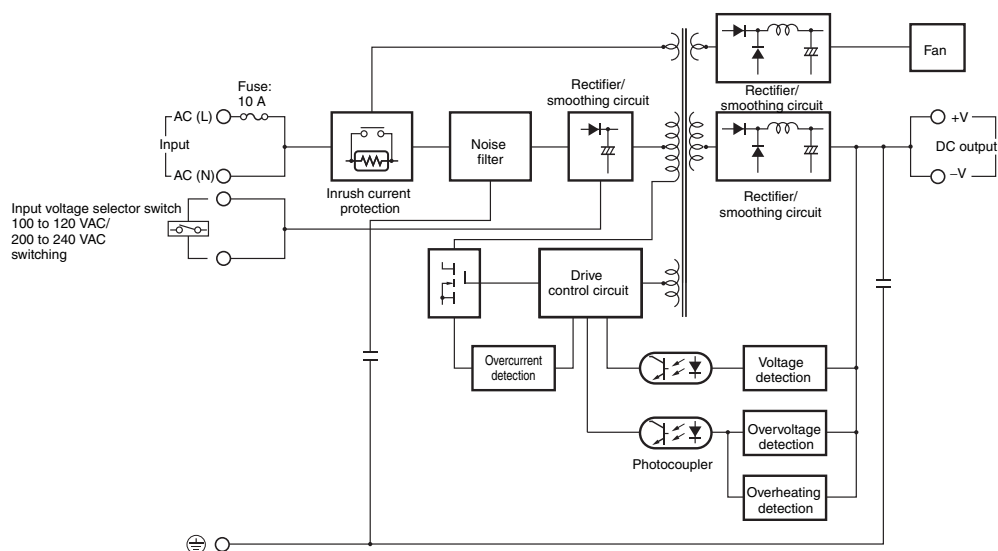 Fuse:
10 A
AC (L)
Input
AC (N)
Input voltage selector switch
100 to 120 VAC/
200 to 240 VAC
switching
Inrush current
protection
Noise
filter
Rectifier/
smoothing circuit
Rectifier/
smoothing circuit
Fan
Rectifier/
smoothing circuit
+V
DC output
–V
Drive
control circuit
Overcurrent
detection
Voltage
detection
Overvoltage
detection
Photocoupler
Overheating
detection